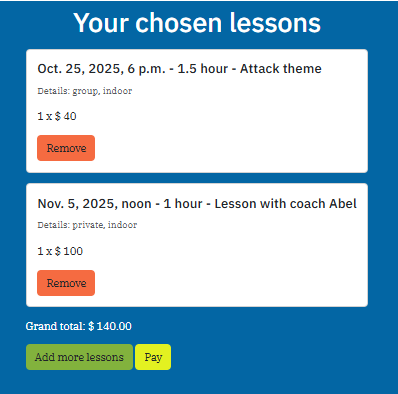 Your chosen lessons
Oct. 25, 2025, 6 p.m. - 1.5 hour - Attack theme
Details: group, indoor
1 x $ 40
Remove
Nov. 5, 2025, noon - 1 hour - Lesson with coach Abel
Details: private, indoor
1 x $ 100
Remove
Grand total: $ 140.00
Add more lessons
Pay